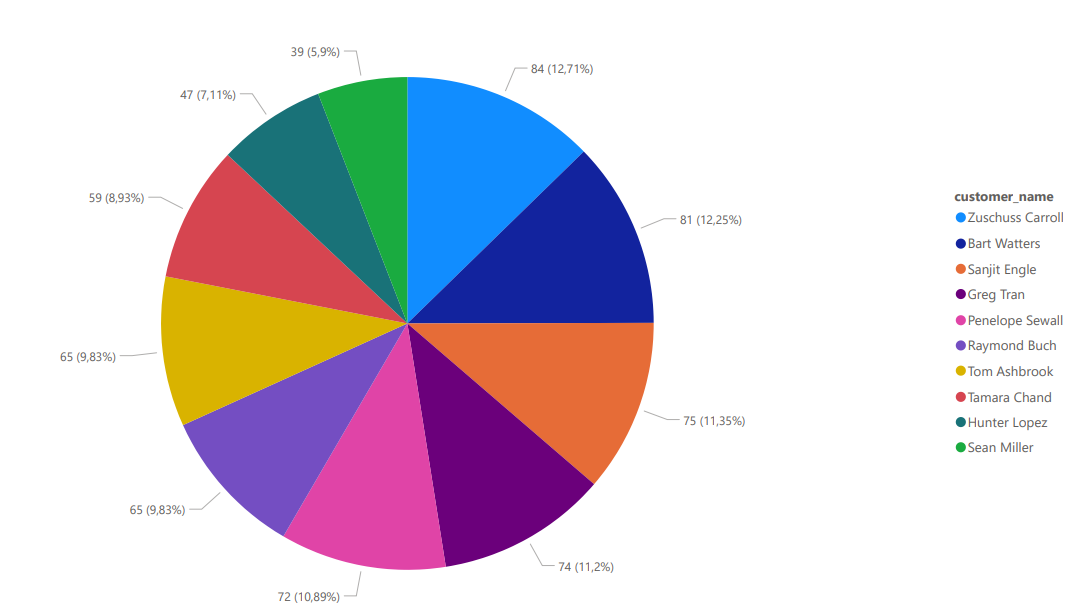 39 (5,9%)
84 (12,71%)
47 (7,11%)
59 (8,93%)
81 (12,25%)
65 (9,83%)
75 (11,35%)
65 (9,83%)
74 (11,2%)
72 (10,89%)
customer_name
Zuschuss Carroll
Bart Watters
Sanjit Engle
Greg Tran
Penelope Sewall
Raymond Buch
Tom Ashbrook
Tamara Chand
Hunter Lopez
Sean Miller